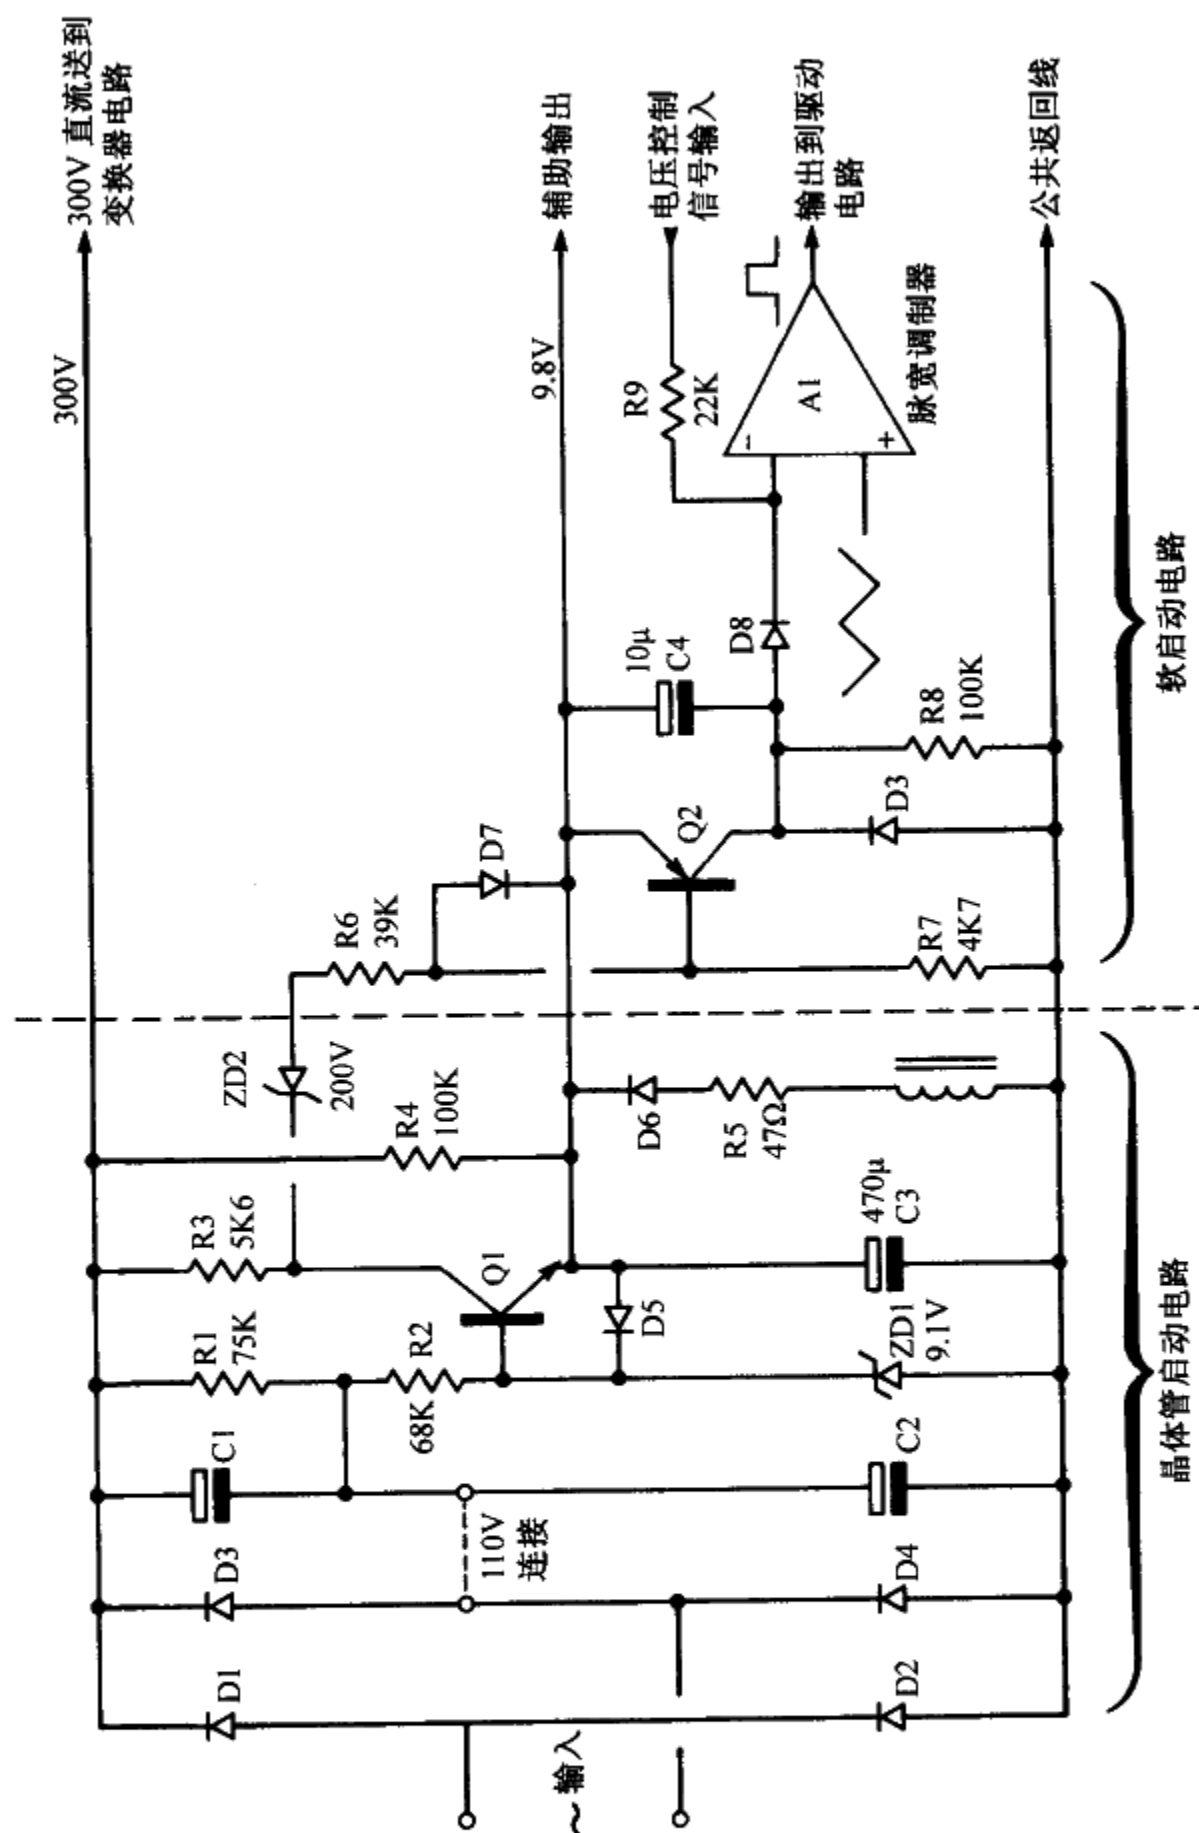 300V 直流送到
变换器电路
300V
辅助输出
9.8V
电压控制
信号输入
R9
22K
输出到驱动
电路
A1
−
+
脉宽调制器
公共返回线
10μ
C4
D8
R8
100K
D3
Q2
D7
R6
39K
R7
4K7
软启动电路
ZD2
200V
R4
100K
D6
R5
47Ω
R3
5K6
Q1
470μ
C3
D5
R1
75K
R2
68K
ZD1
9.1V
C1
C2
110V
连接
D3
D4
D1
D2
~ 输入
晶体管启动电路